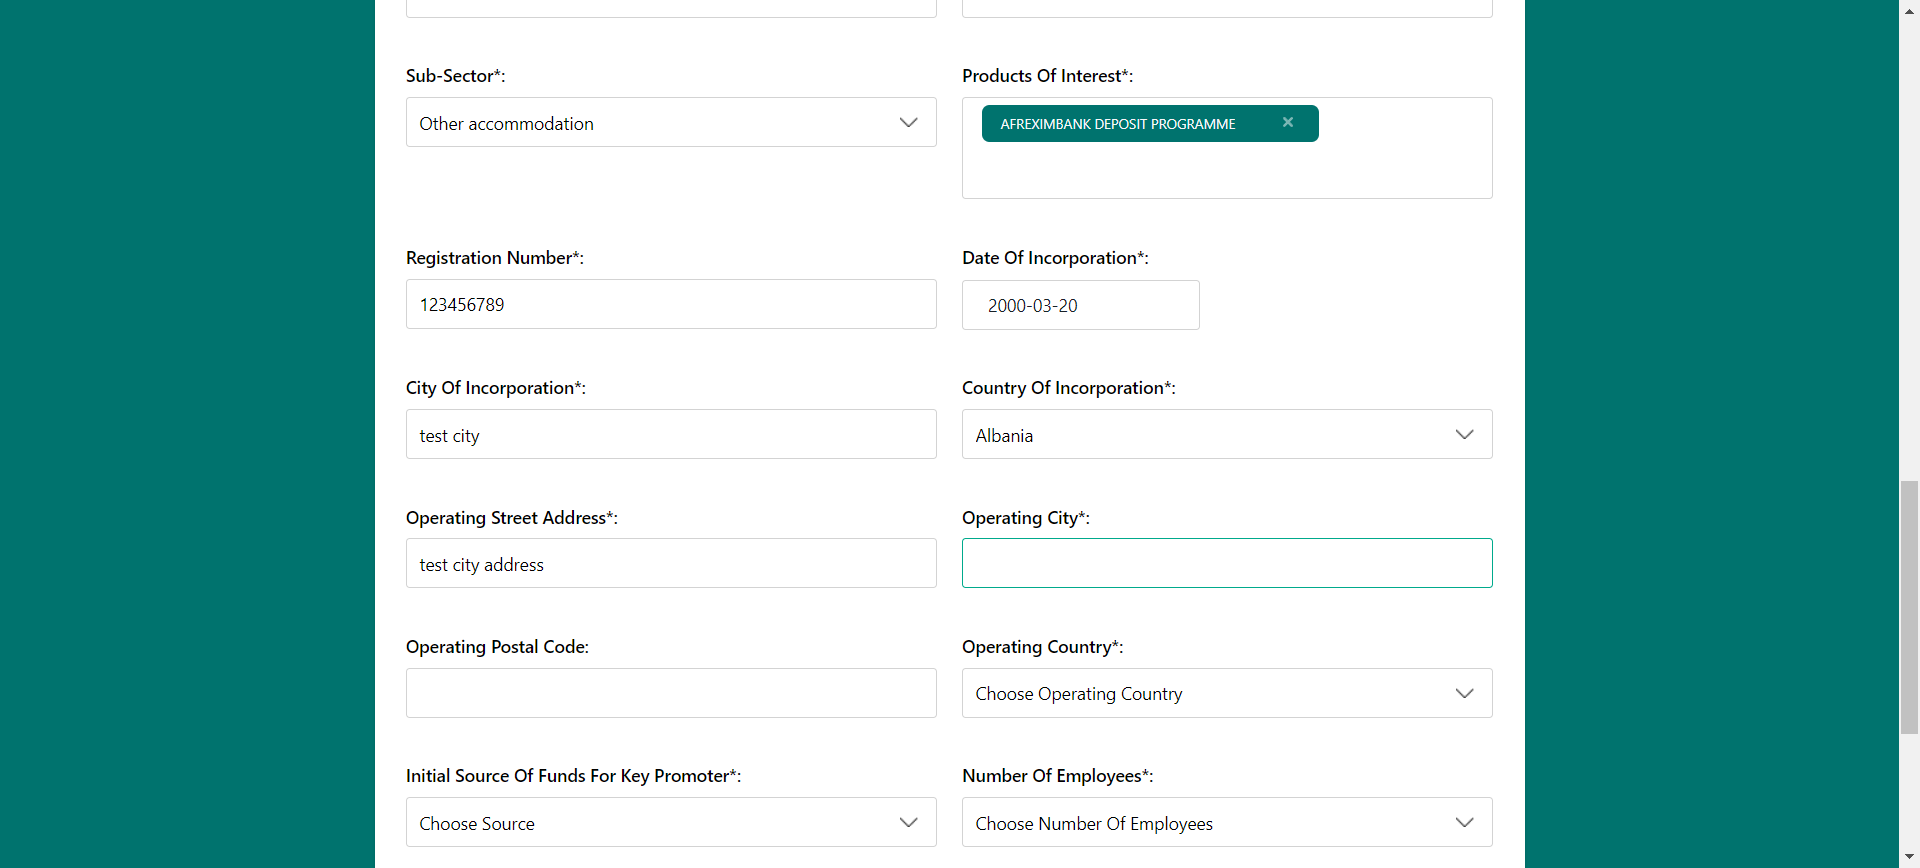 Sub-Sector*:
Products Of Interest*:
Other accommodation
AFREXIMBANK DEPOSIT PROGRAMME ×
Registration Number*:
Date Of Incorporation*:
123456789
2000-03-20
City Of Incorporation*:
Country Of Incorporation*:
test city
Albania
Operating Street Address*:
Operating City*:
test city address
Operating Postal Code:
Operating Country*:
Choose Operating Country
Initial Source Of Funds For Key Promoter*:
Number Of Employees*:
Choose Source
Choose Number Of Employees